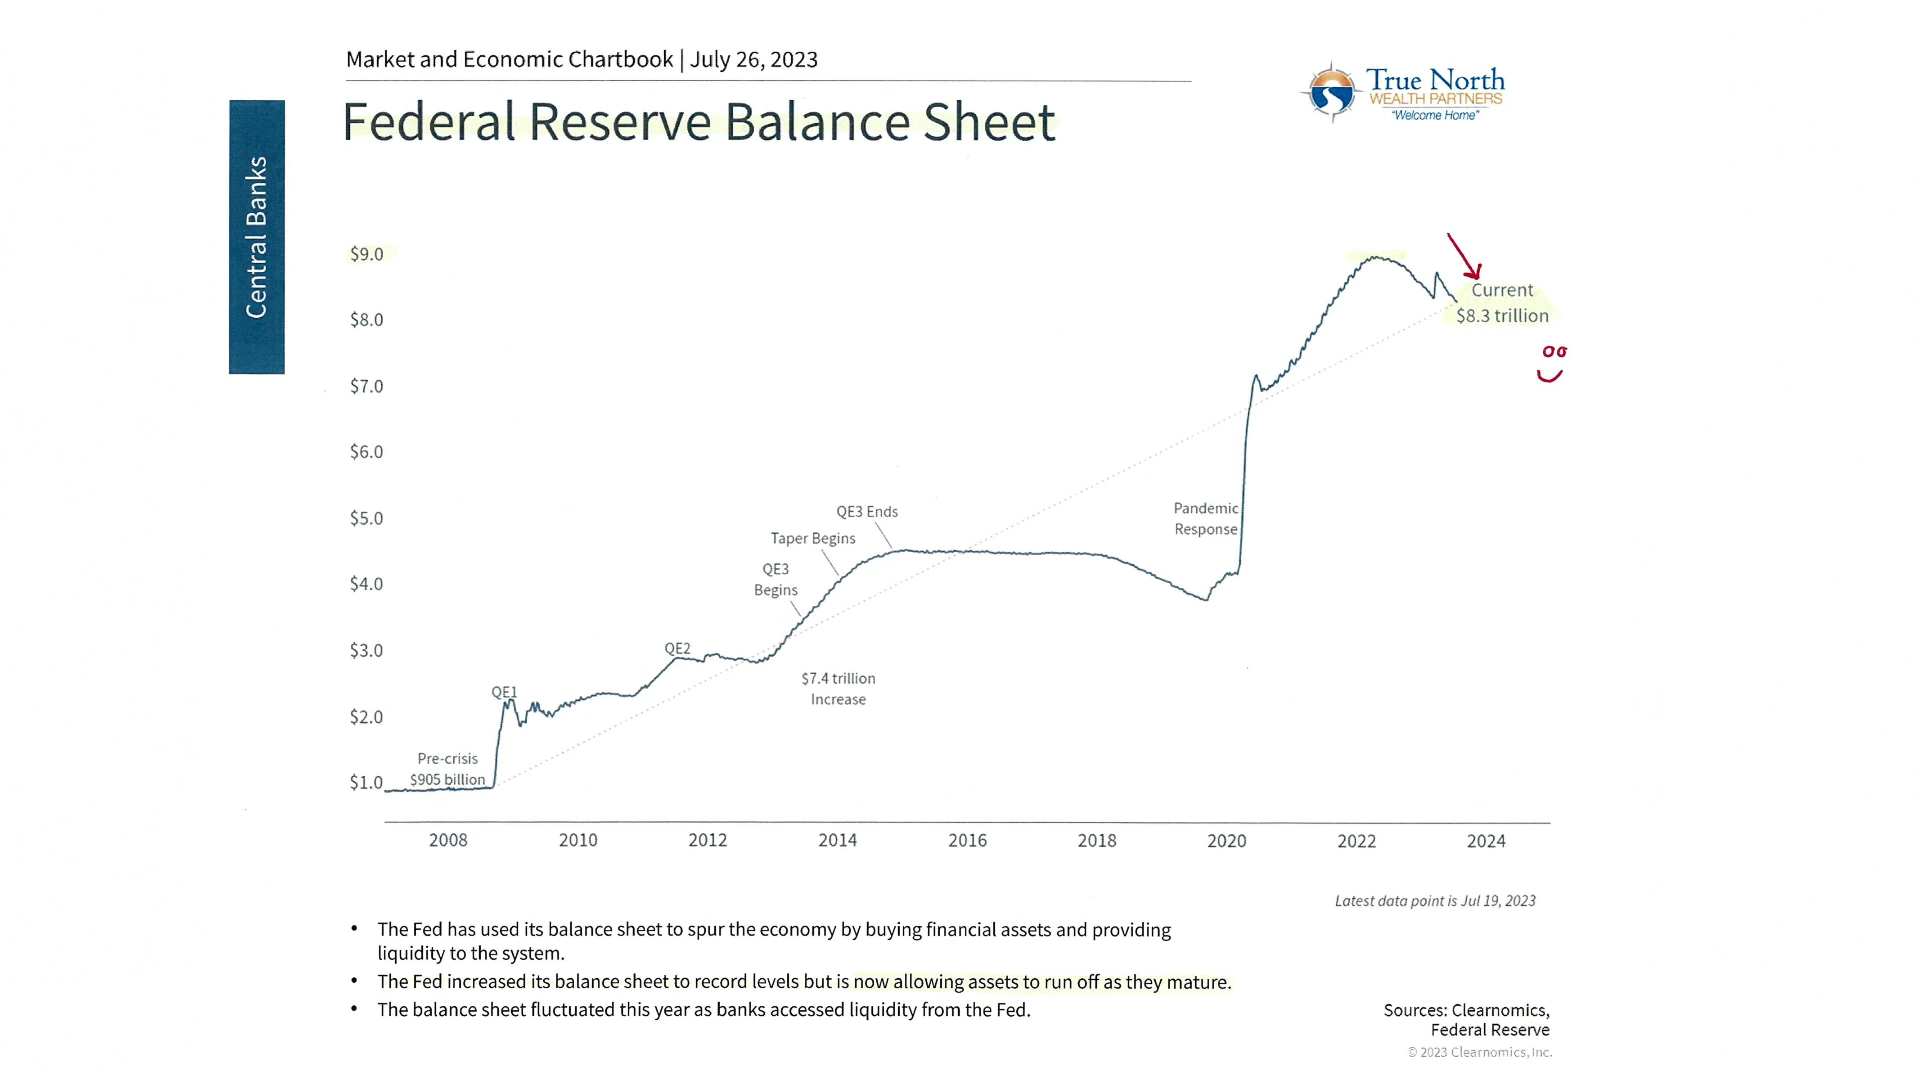 Market and Economic Chartbook | July 26, 2023
True North
WEALTH PARTNERS
"Welcome Home"
Federal Reserve Balance Sheet
Central Banks
$9.0
$8.0
$7.0
$6.0
$5.0
$4.0
$3.0
$2.0
$1.0
Current
$8.3 trillion
Pandemic
Response
QE3 Ends
Taper Begins
QE3
Begins
QE2
$7.4 trillion
Increase
QE1
Pre-crisis
$905 billion
2008
2010
2012
2014
2016
2018
2020
2022
2024
Latest data point is Jul 19, 2023
• The Fed has used its balance sheet to spur the economy by buying financial assets and providing
liquidity to the system.
• The Fed increased its balance sheet to record levels but is now allowing assets to run off as they mature.
• The balance sheet fluctuated this year as banks accessed liquidity from the Fed.
Sources: Clearnomics,
Federal Reserve
© 2023 Clearnomics, Inc.